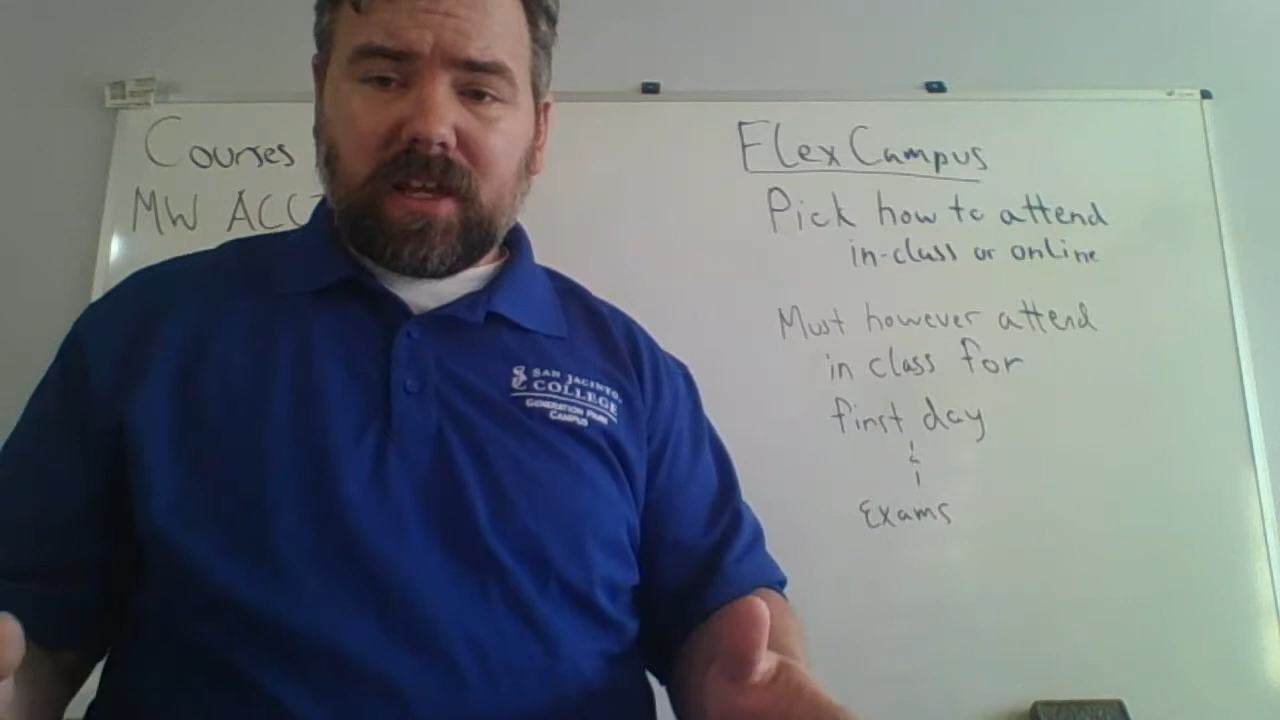 Courses
MW ACC
Flex Campus
Pick how to attend
in-class or online
Must however attend
in class for
first day
&
Exams
SAN JACINTO
COLLEGE
GENERATION PARK
CAMPUS